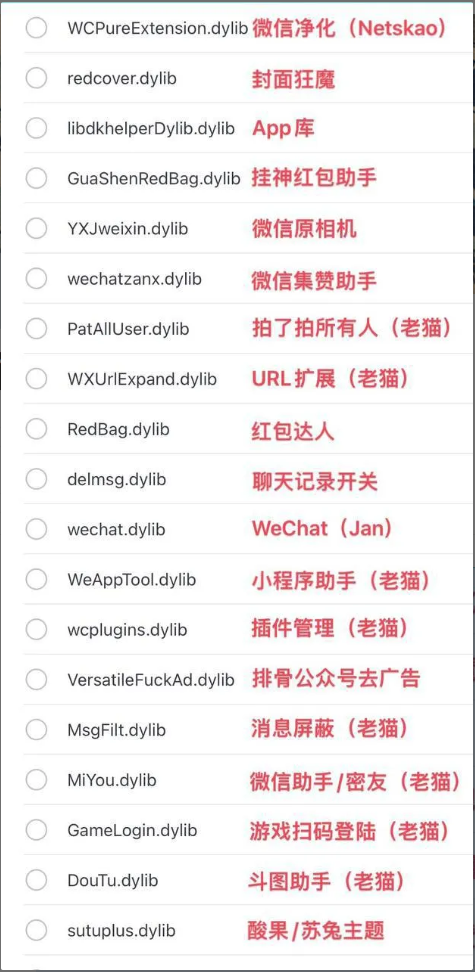 WCPureExtension.dylib 微信净化（Netskao）
redcover.dylib 封面狂魔
libdkhelperDylib.dylib App库
GuaShenRedBag.dylib 挂神红包助手
YXJweixin.dylib 微信原相机
wechatzanx.dylib 微信集赞助手
PatAllUser.dylib 拍了拍所有人（老猫）
WXUrlExpand.dylib URL扩展（老猫）
RedBag.dylib 红包达人
delmsg.dylib 聊天记录开关
wechat.dylib WeChat（Jan）
WeAppTool.dylib 小程序助手（老猫）
wcplugins.dylib 插件管理（老猫）
VersatileFuckAd.dylib 排骨公众号去广告
MsgFilt.dylib 消息屏蔽（老猫）
MiYou.dylib 微信助手/密友（老猫）
GameLogin.dylib 游戏扫码登陆（老猫）
DouTu.dylib 斗图助手（老猫）
sutuplus.dylib 酸果/苏兔主题